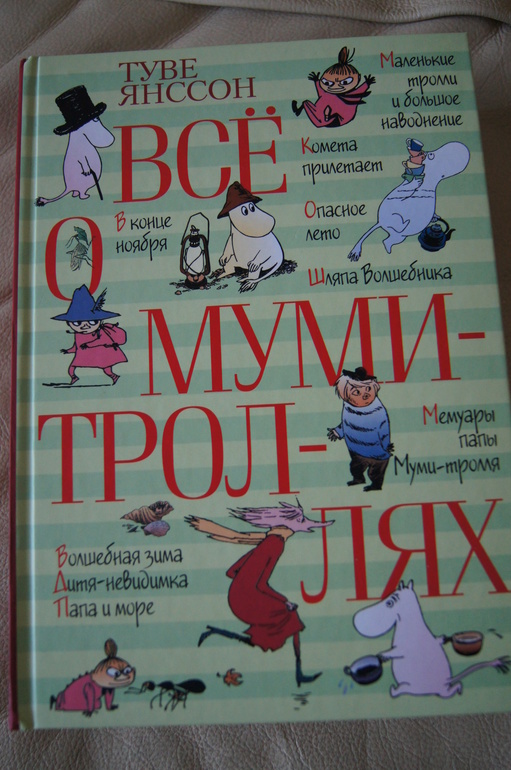 ТУВЕ
ЯНССОН
Маленькие
тролли
и большое
наводнение
ВСЁ
Комета
прилетает
О
В конце
ноября
Опасное
лето
Шляпа Волшебника
МУМИ-
ТРОЛ-
Мемуары
папы
Муми-тролля
ЛЯХ
Волшебная зима
Дитя-невидимка
Папа и море